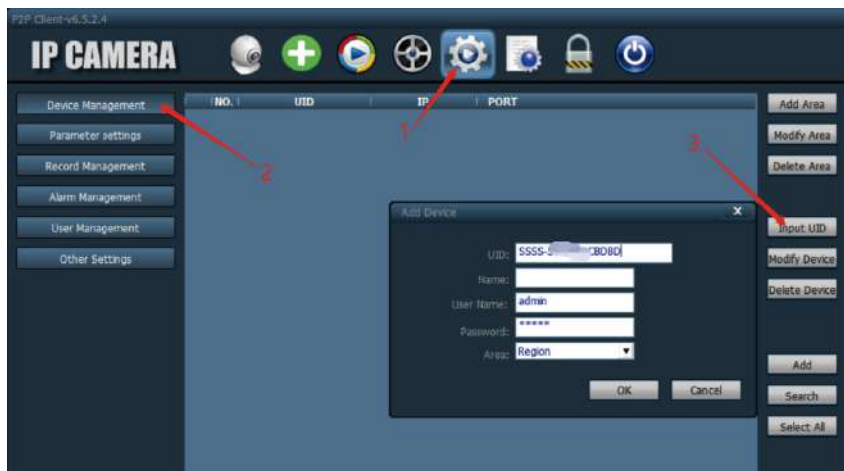 P2P Client-v6.5.2.4
IP CAMERA
1
2
3
Device Management
Parameter settings
Record Management
Alarm Management
User Management
Other Settings
NO. UID IP PORT
Add Area
Modify Area
Delete Area
Input UID
Modify Device
Delete Device
Add
Search
Select All
Add Device X
UID: SSSS-
Name:
User Name: admin
Password: *****
Area: Region
OK Cancel